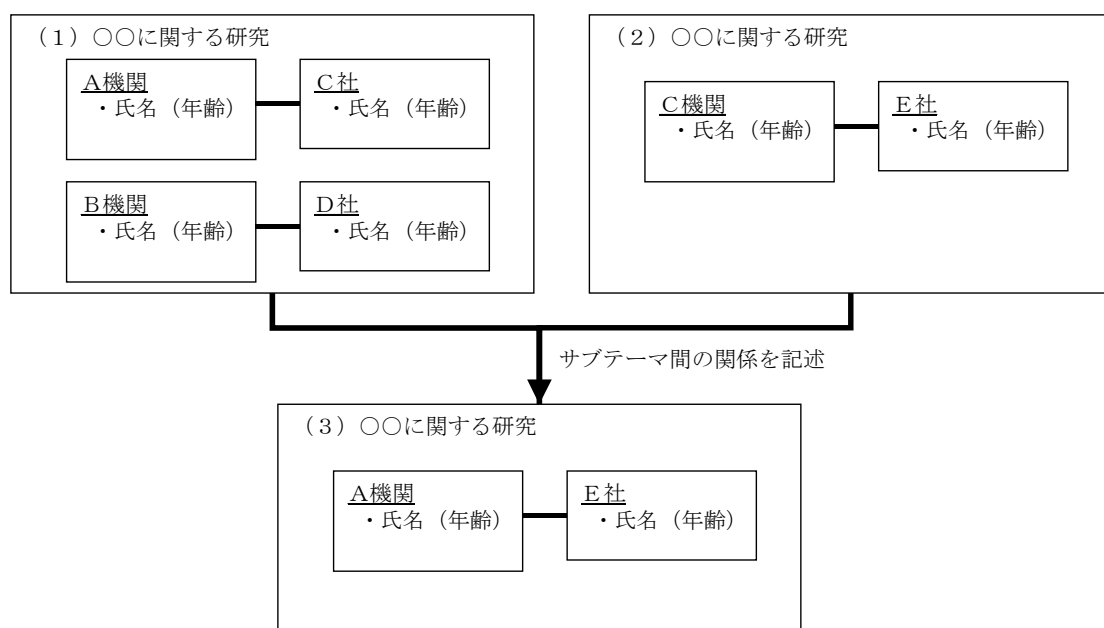 （１）○○に関する研究
Ａ機関
・氏名（年齢）
Ｃ社
・氏名（年齢）
Ｂ機関
・氏名（年齢）
Ｄ社
・氏名（年齢）
（２）○○に関する研究
Ｃ機関
・氏名（年齢）
Ｅ社
・氏名（年齢）
サブテーマ間の関係を記述
（３）○○に関する研究
Ａ機関
・氏名（年齢）
Ｅ社
・氏名（年齢）